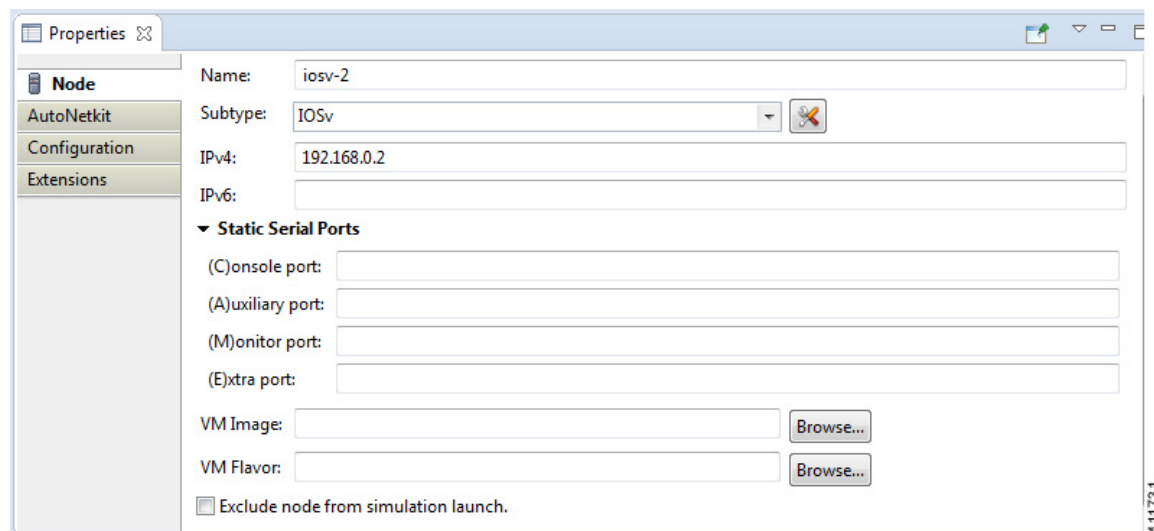 Properties
Node
AutoNetkit
Configuration
Extensions
Name: iosv-2
Subtype: IOSv
IPv4: 192.168.0.2
IPv6:
Static Serial Ports
(C)onsole port:
(A)uxiliary port:
(M)onitor port:
(E)xtra port:
VM Image: Browse...
VM Flavor: Browse...
Exclude node from simulation launch.